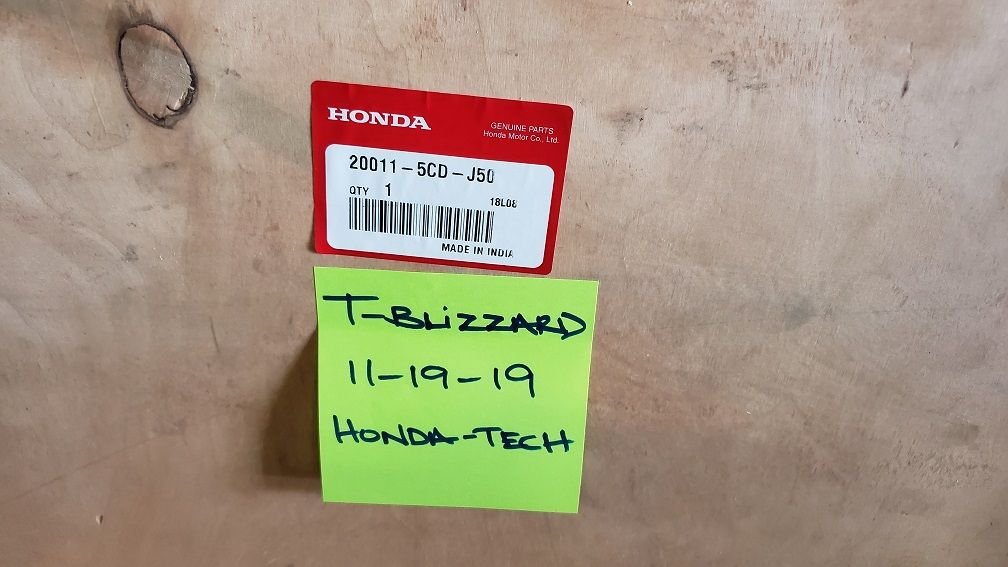 HONDA
GENUINE PARTS
Honda Motor Co., Ltd.
20011-5CD-J50
QTY 1
18L08
MADE IN INDIA
T-BLIZZARD
11-19-19
HONDA-TECH